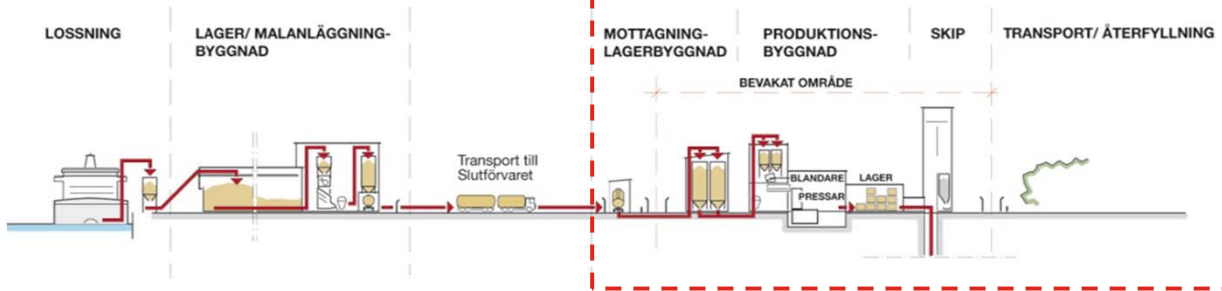 LOSSNING
LAGER/ MALANLÄGGNING-
BYGGNAD
MOTTAGNING-
LAGERBYGGNAD
PRODUKTIONS-
BYGGNAD
SKIP
TRANSPORT/ ÅTERFYLLNING
BEVAKAT OMRÅDE
Transport till
Slutförvaret
BLANDARE
LAGER
PRESSAR